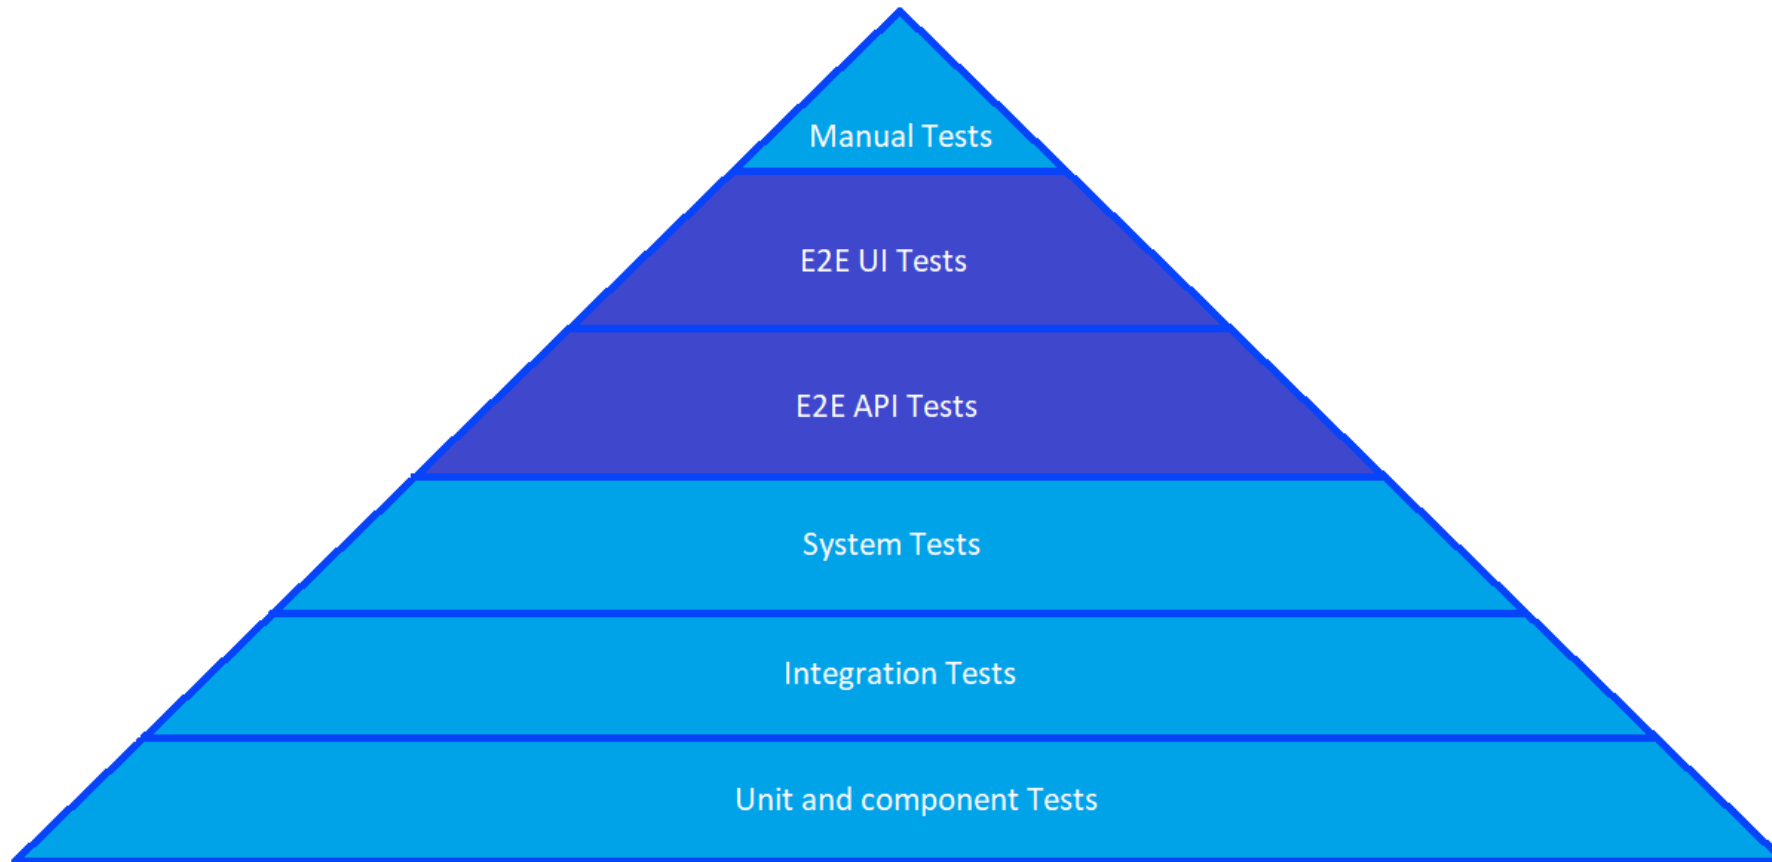 Manual Tests
E2E UI Tests
E2E API Tests
System Tests
Integration Tests
Unit and component Tests